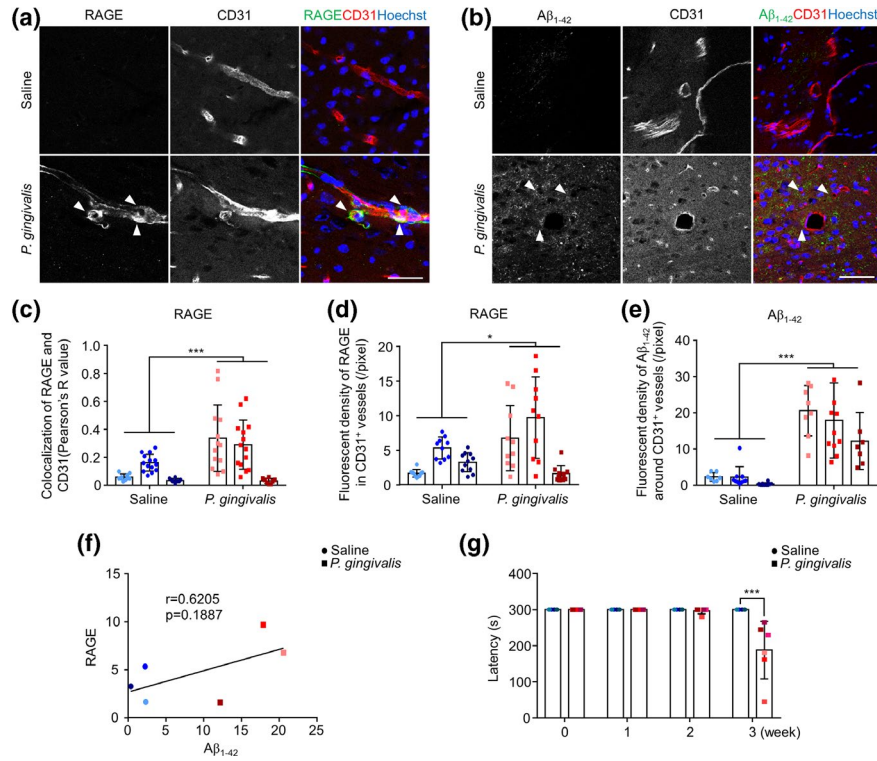 (a)
RAGE CD31 RAGECD31Hoechst
Saline
P. gingivalis
(b)
Aβ1-42 CD31 Aβ1-42CD31Hoechst
Saline
P. gingivalis
(c)
RAGE
Colocalization of RAGE and
CD31(Pearson's R value)
1.0
0.8
0.6
0.4
0.2
0
***
Saline P. gingivalis
(d)
RAGE
Fluorescent density of RAGE
in CD31+ vessels (/pixel)
20
15
10
5
0
*
Saline P. gingivalis
(e)
Aβ1-42
Fluorescent density of Aβ1-42
around CD31+ vessels (/pixel)
40
30
20
10
0
***
Saline P. gingivalis
(f)
Saline
P. gingivalis
r=0.6205
p=0.1887
RAGE
15
10
5
0
0 5 10 15 20 25
Aβ1-42
(g)
Saline
P. gingivalis
Latency (s)
400
300
200
100
0
***
0 1 2 3 (week)